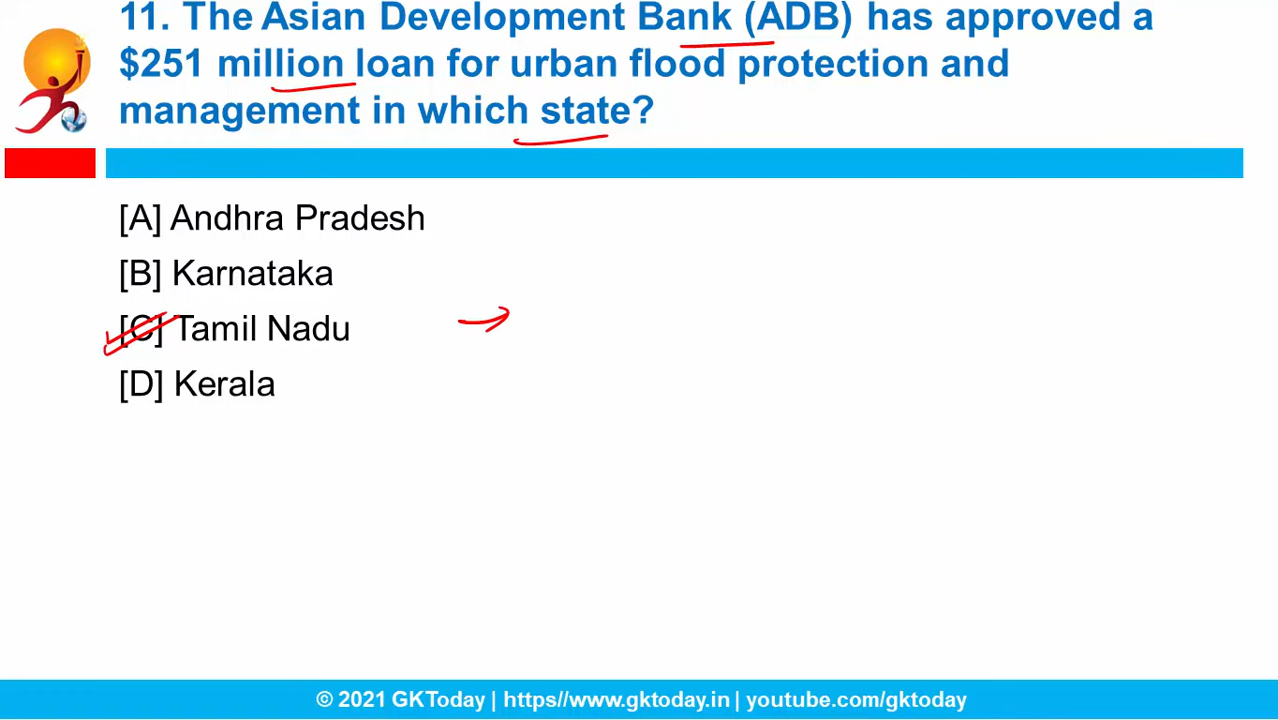 11. The Asian Development Bank (ADB) has approved a
$251 million loan for urban flood protection and
management in which state?
[A] Andhra Pradesh
[B] Karnataka
[C] Tamil Nadu
[D] Kerala
© 2021 GKToday | https//www.gktoday.in | youtube.com/gktoday